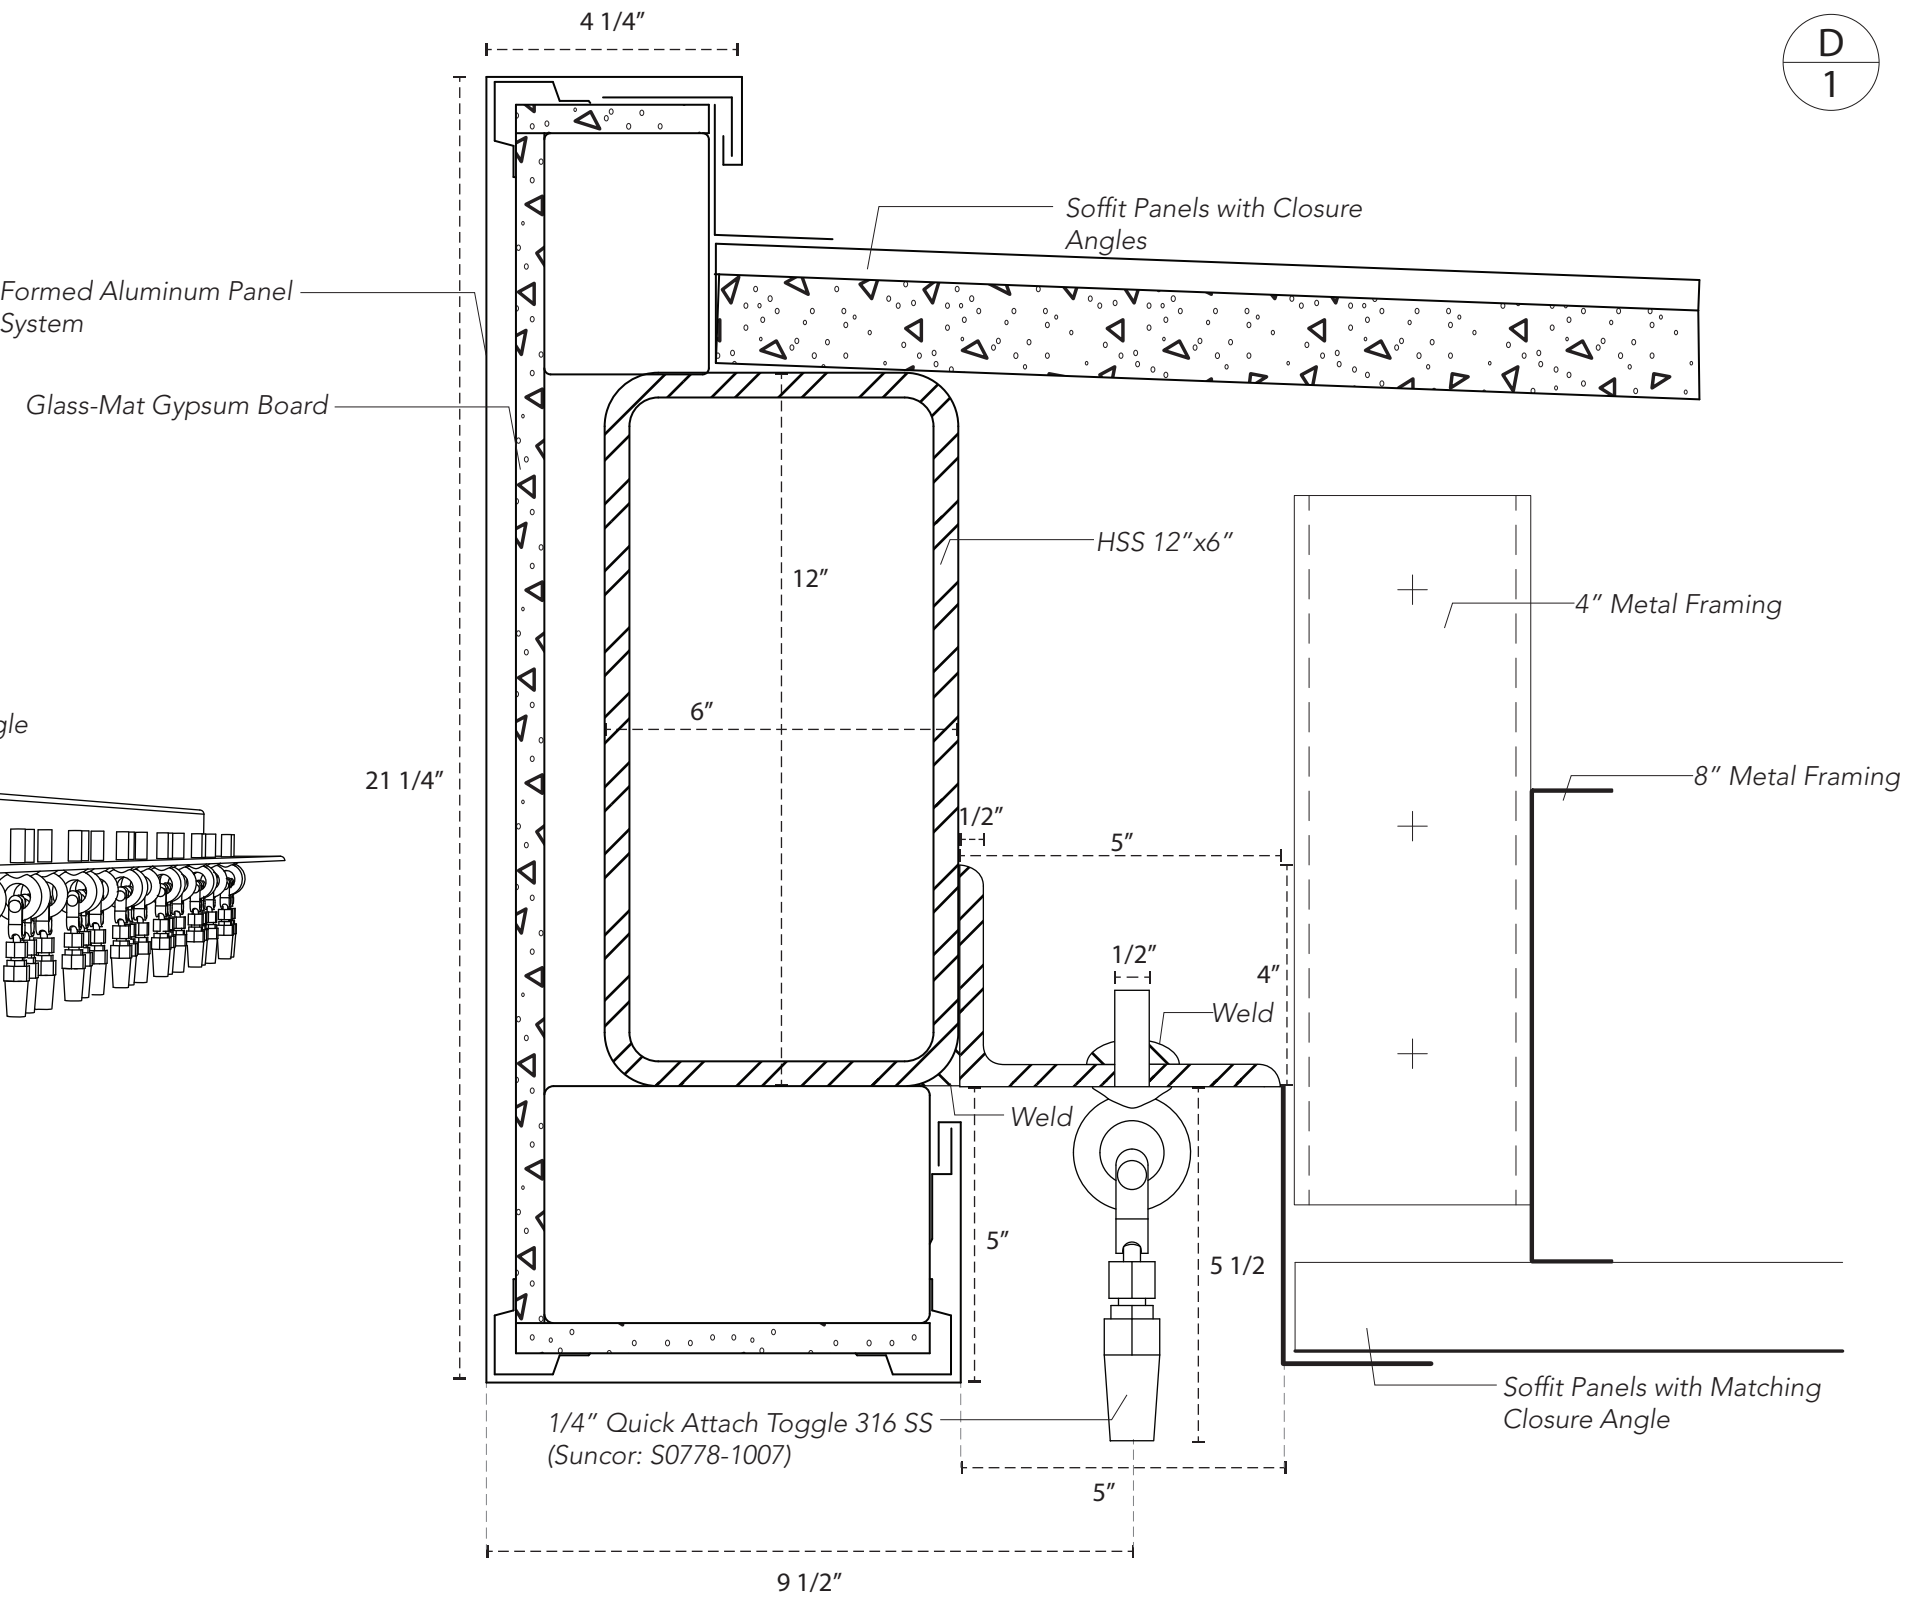 4 1/4”
D
1
Soffit Panels with Closure
Angles
Formed Aluminum Panel
System
Glass-Mat Gypsum Board
HSS 12”x6”
12”
4” Metal Framing
6”
gle
21 1/4”
8” Metal Framing
1/2”
5”
1/2”
4”
Weld
Weld
5”
5 1/2
Soffit Panels with Matching
Closure Angle
1/4” Quick Attach Toggle 316 SS
(Suncor: S0778-1007)
5”
9 1/2”